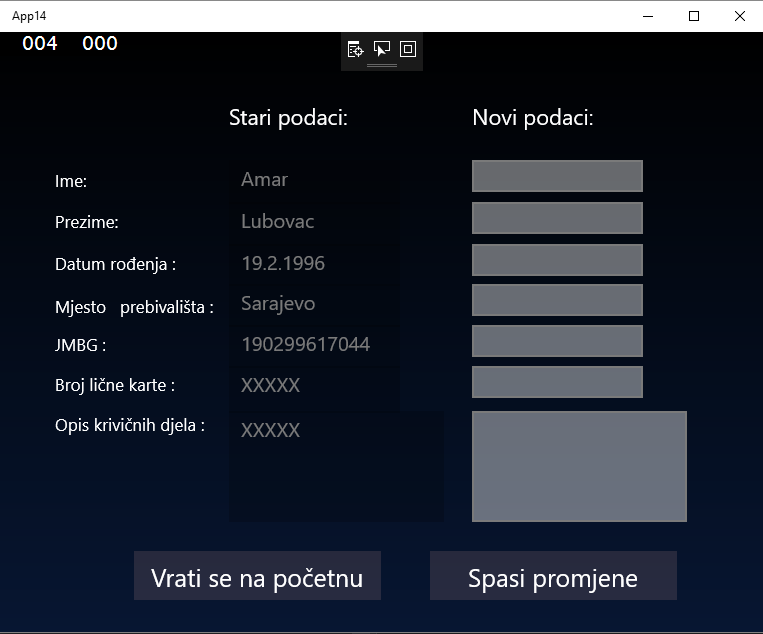 App14
004 000
Stari podaci: Novi podaci:
Ime: Amar
Prezime: Lubovac
Datum rođenja : 19.2.1996
Mjesto prebivališta : Sarajevo
JMBG : 190299617044
Broj lične karte : XXXXX
Opis krivičnih djela : XXXXX
Vrati se na početnu Spasi promjene